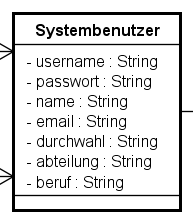 Systembenutzer
- username : String
- passwort : String
- name : String
- email : String
- durchwahl : String
- abteilung : String
- beruf : String